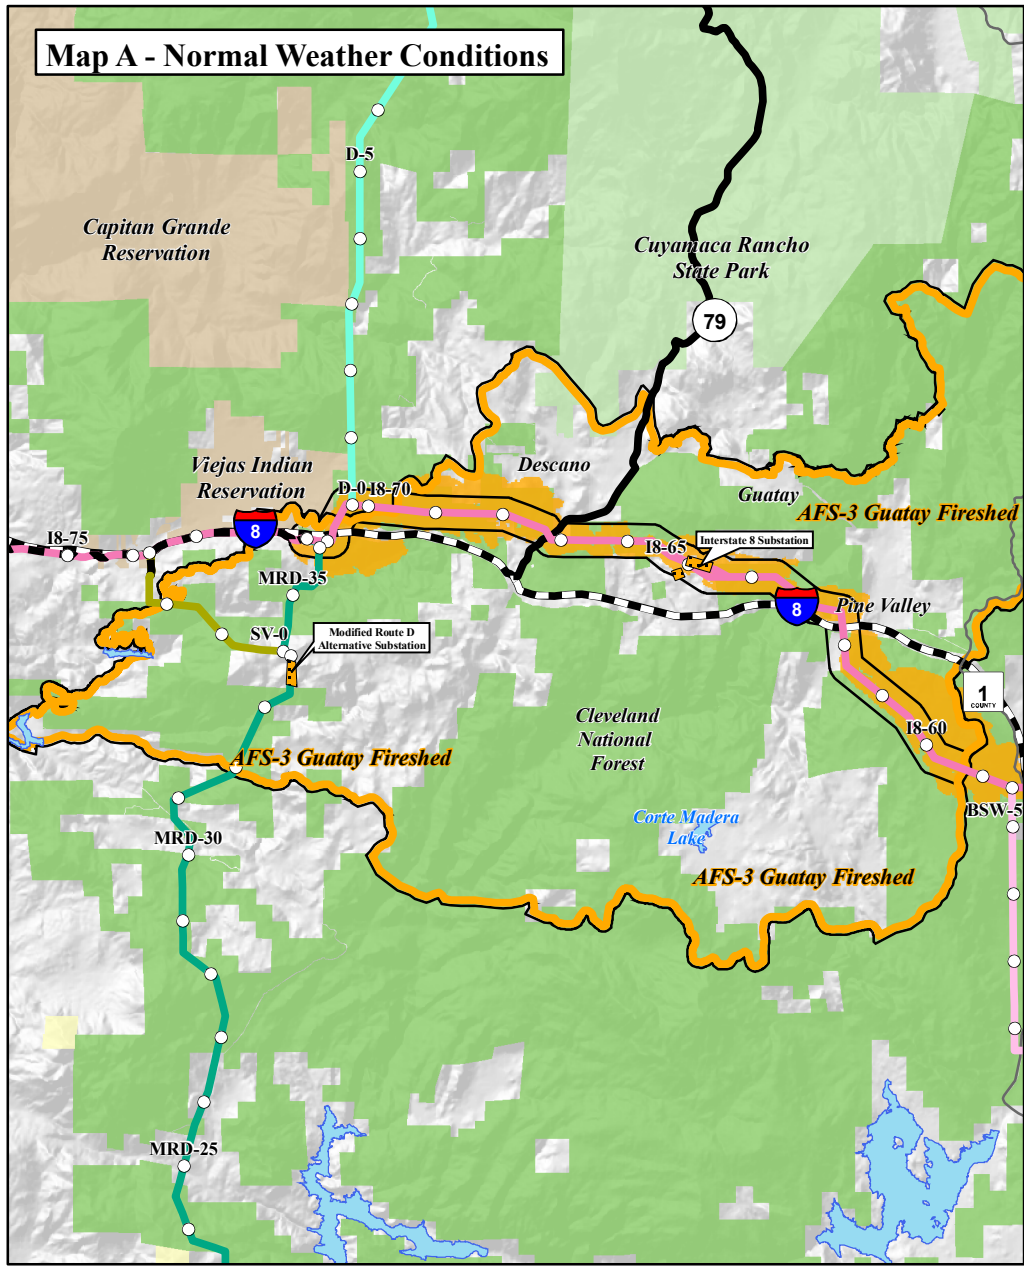 Map A - Normal Weather Conditions
D-5
Capitan Grande
Reservation
Cuyamaca Rancho
State Park
79
Viejas Indian
Reservation
Descano
D-0
I8-70
Guatay
AFS-3 Guatay Fireshed
8
I8-75
I8-65
Interstate 8 Substation
MRD-35
8
Pine Valley
SV-0
Modified Route D
Alternative Substation
1
COUNTY
Cleveland
National
Forest
I8-60
AFS-3 Guatay Fireshed
BSW-5
Corte Madera
Lake
MRD-30
AFS-3 Guatay Fireshed
MRD-25